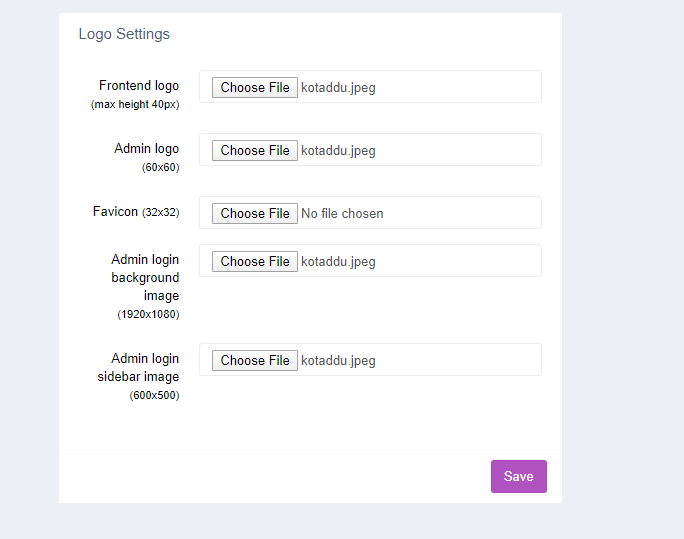 Logo Settings
Frontend logo
(max height 40px)
Choose File kotaddu.jpeg
Admin logo
(60x60)
Choose File kotaddu.jpeg
Favicon (32x32)
Choose File No file chosen
Admin login
background
image
(1920x1080)
Choose File kotaddu.jpeg
Admin login
sidebar image
(600x500)
Choose File kotaddu.jpeg
Save